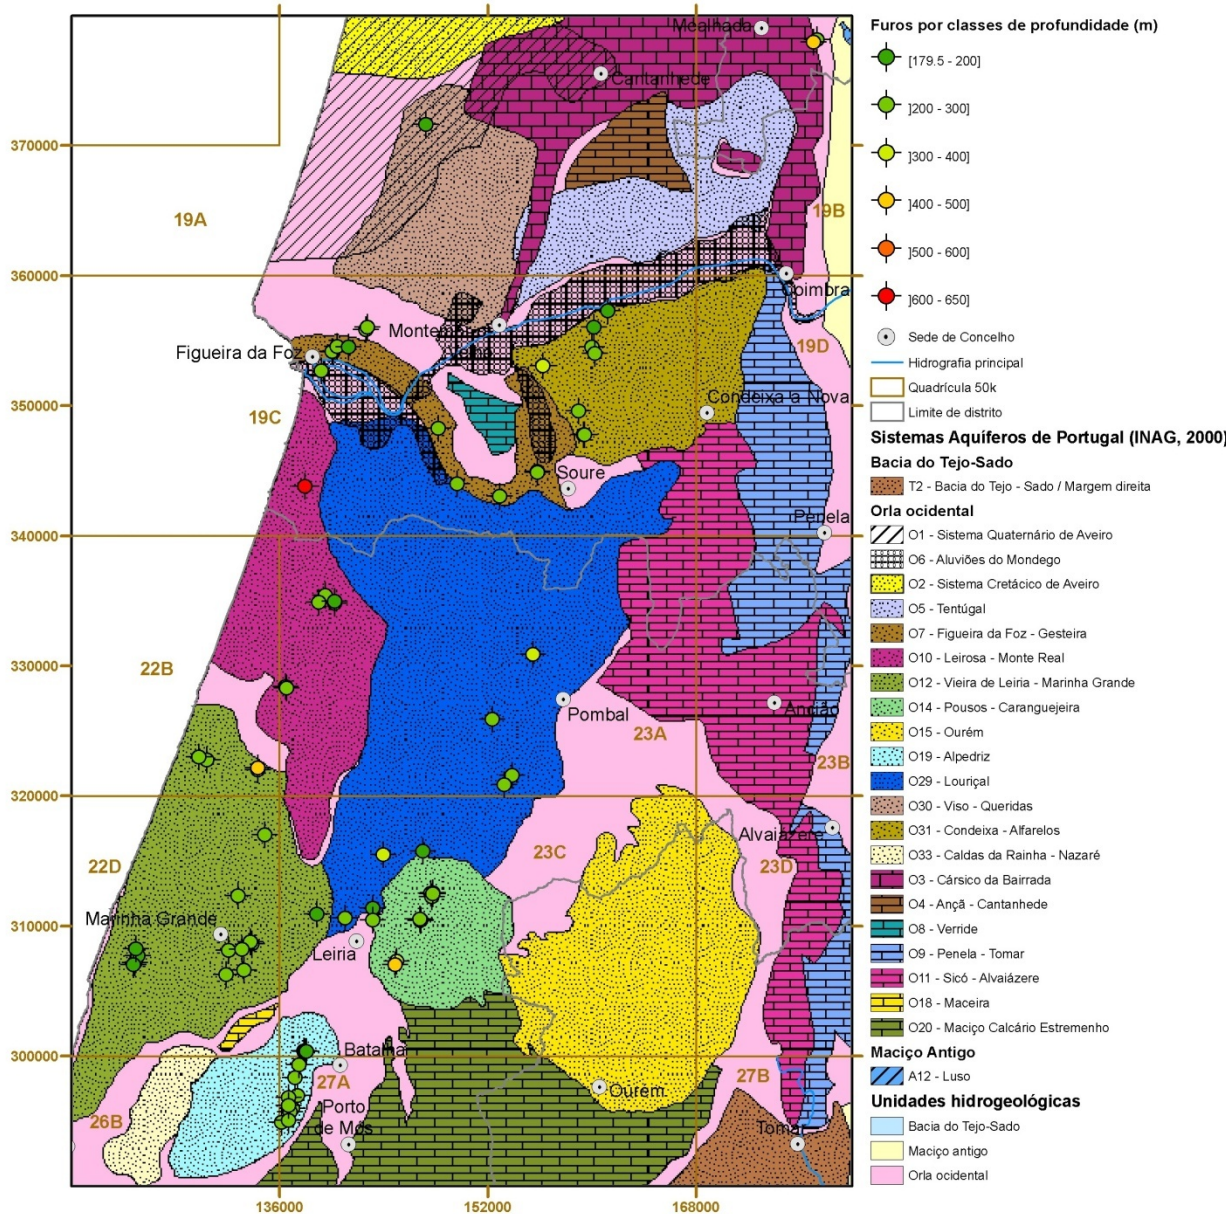 Furos por classes de profundidade (m)
[179.5 - 200]
]200 - 300]
]300 - 400]
]400 - 500]
]500 - 600]
]600 - 650]
Sede de Concelho
Hidrografia principal
Quadrícula 50k
Limite de distrito
Sistemas Aquíferos de Portugal (INAG, 2000)
Bacia do Tejo-Sado
T2 - Bacia do Tejo - Sado / Margem direita
Orla ocidental
O1 - Sistema Quaternário de Aveiro
O6 - Aluviões do Mondego
O2 - Sistema Cretácico de Aveiro
O5 - Tentúgal
O7 - Figueira da Foz - Gesteira
O10 - Leirosa - Monte Real
O12 - Vieira de Leiria - Marinha Grande
O14 - Pousos - Caranguejeira
O15 - Ourém
O19 - Alpedriz
O29 - Louriçal
O30 - Viso - Queridas
O31 - Condeixa - Alfarelos
O33 - Caldas da Rainha - Nazaré
O3 - Cársico da Bairrada
O4 - Ançã - Cantanhede
O8 - Verride
O9 - Penela - Tomar
O11 - Sicó - Alvaiázere
O18 - Maceira
O20 - Maciço Calcário Estremenho
Maciço Antigo
A12 - Luso
Unidades hidrogeológicas
Bacia do Tejo-Sado
Maciço antigo
Orla ocidental
Mealhada
Cantanhede
370000
19A
19B
360000
Coimbra
Figueira da Foz
19D
350000
19C
Condeixa a Nova
Soure
340000
Penela
330000
22B
Pombal
23A
Ansião
23B
320000
Alvaiázere
22D
23C
23D
310000
Marinha Grande
Leiria
300000
Batalha
27A
27B
Ourém
26B
Porto
de Mós
Tomar
136000
152000
168000